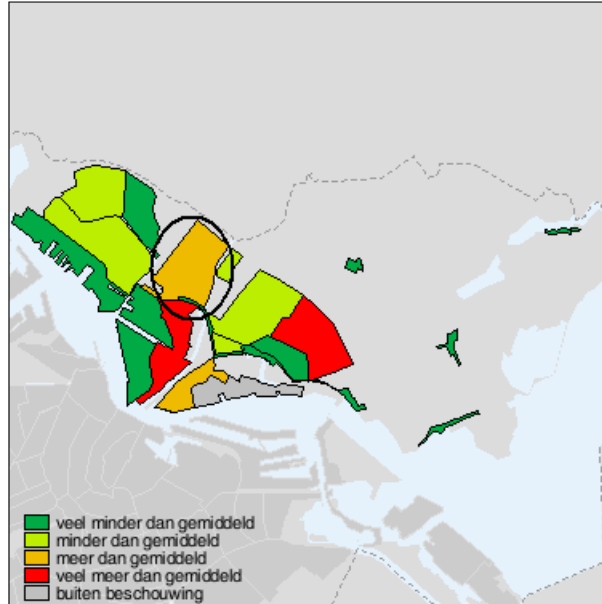 veel minder dan gemiddeld
minder dan gemiddeld
meer dan gemiddeld
veel meer dan gemiddeld
buiten beschouwing